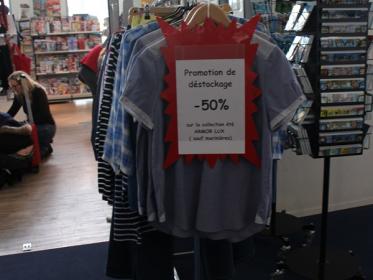 Promotion de
déstockage
-50%
sur la collection été
ARMOR LUX
( sauf marinières)